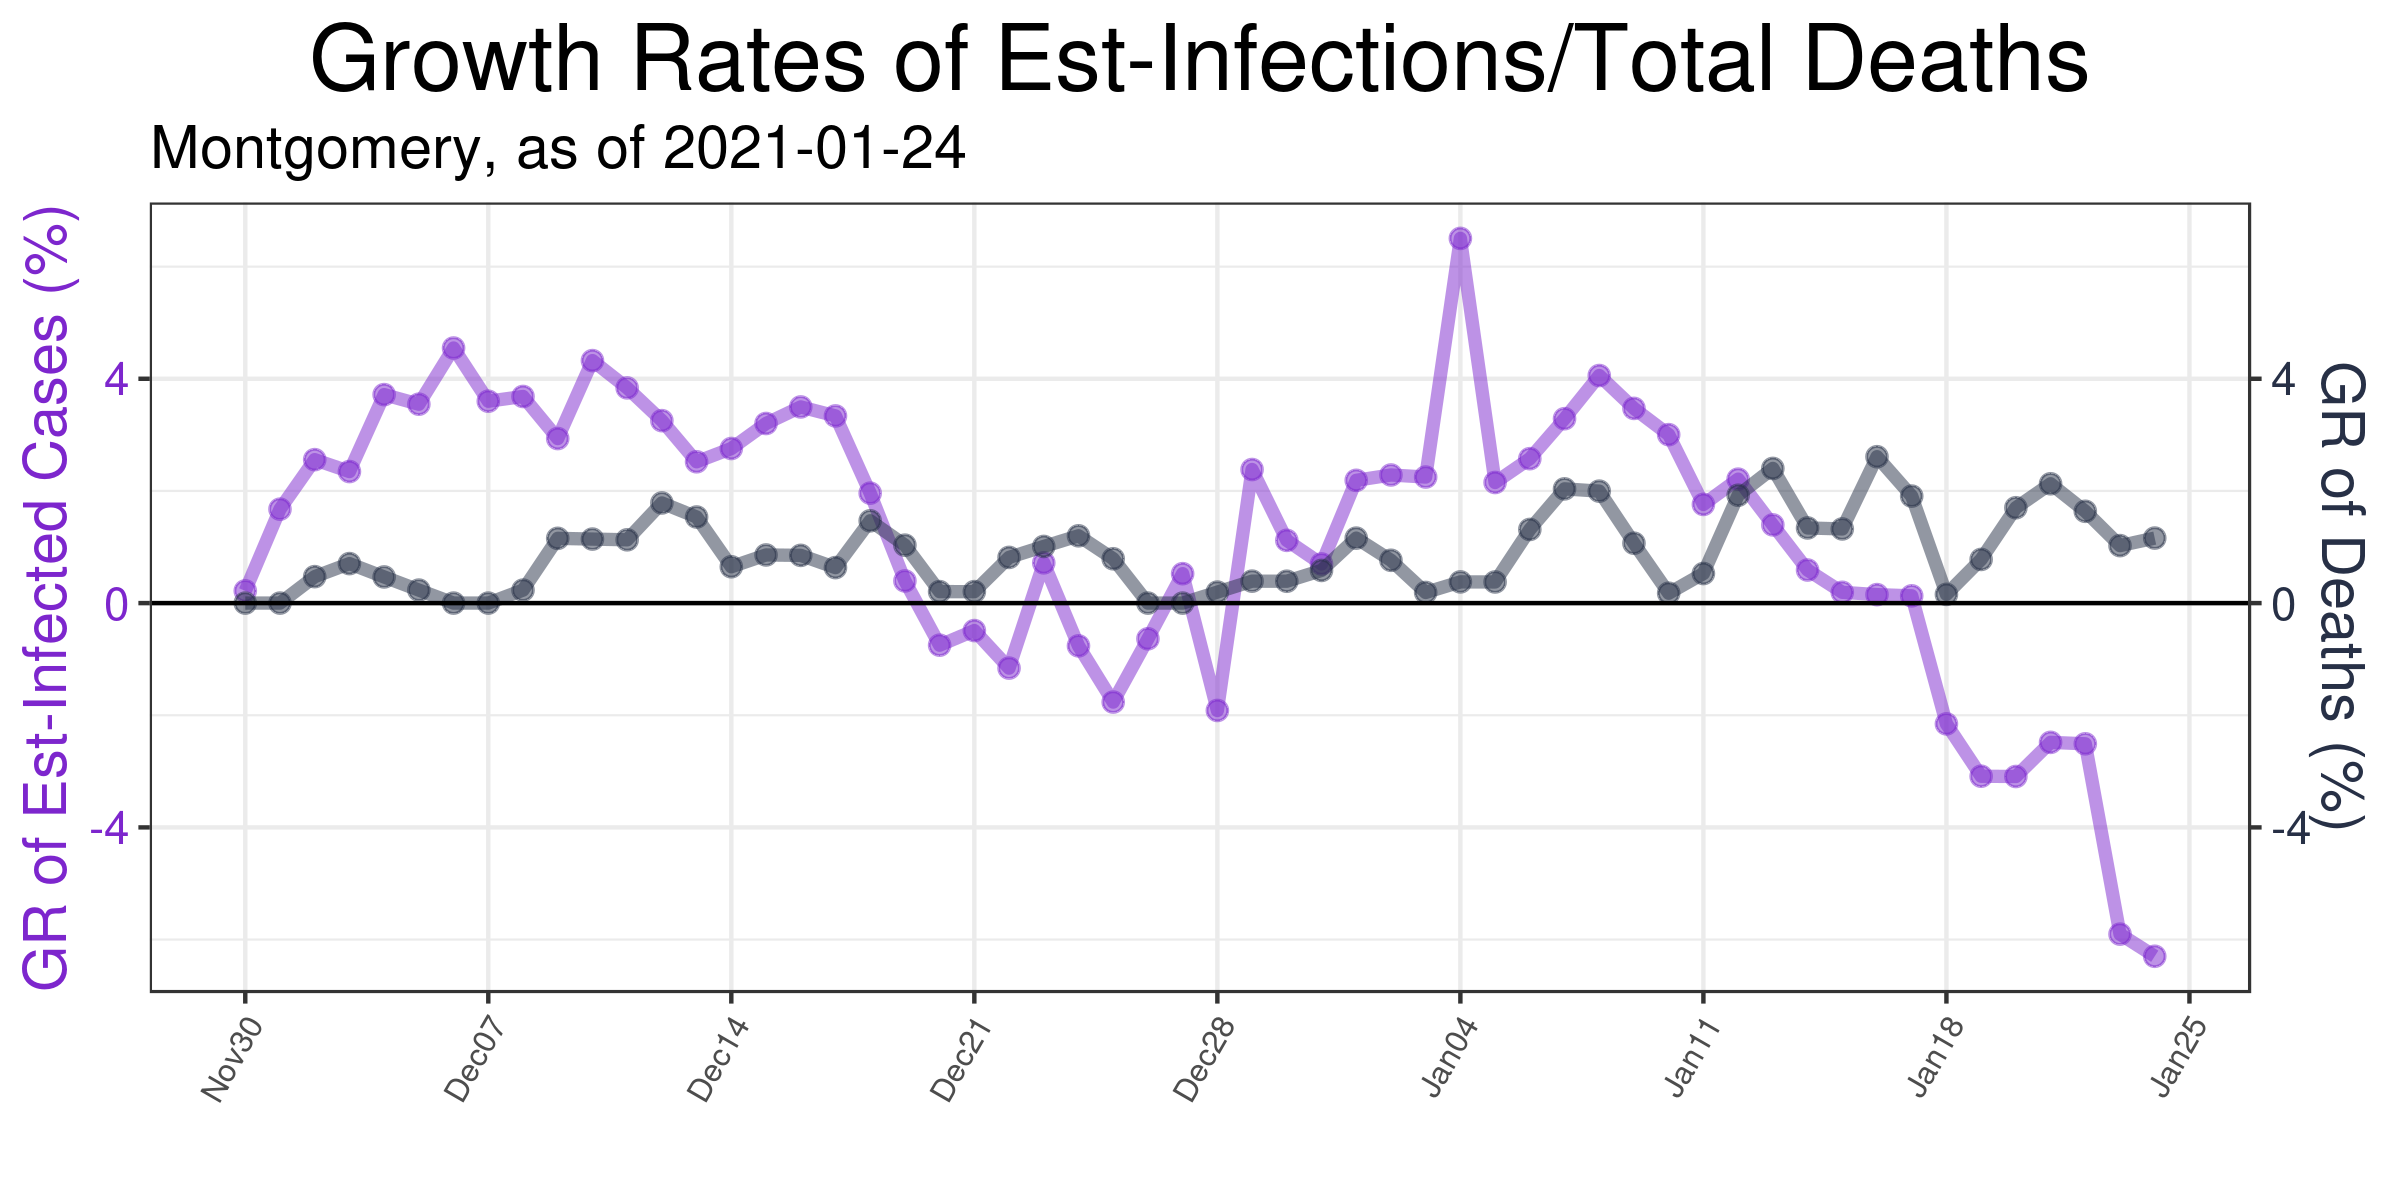 Growth Rates of Est-Infections/Total Deaths
Montgomery, as of 2021-01-24
GR of Est-Infected Cases (%)
4
0
-4
4
0
-4
GR of Deaths (%)
Nov30
Dec07
Dec14
Dec21
Dec28
Jan04
Jan11
Jan18
Jan25